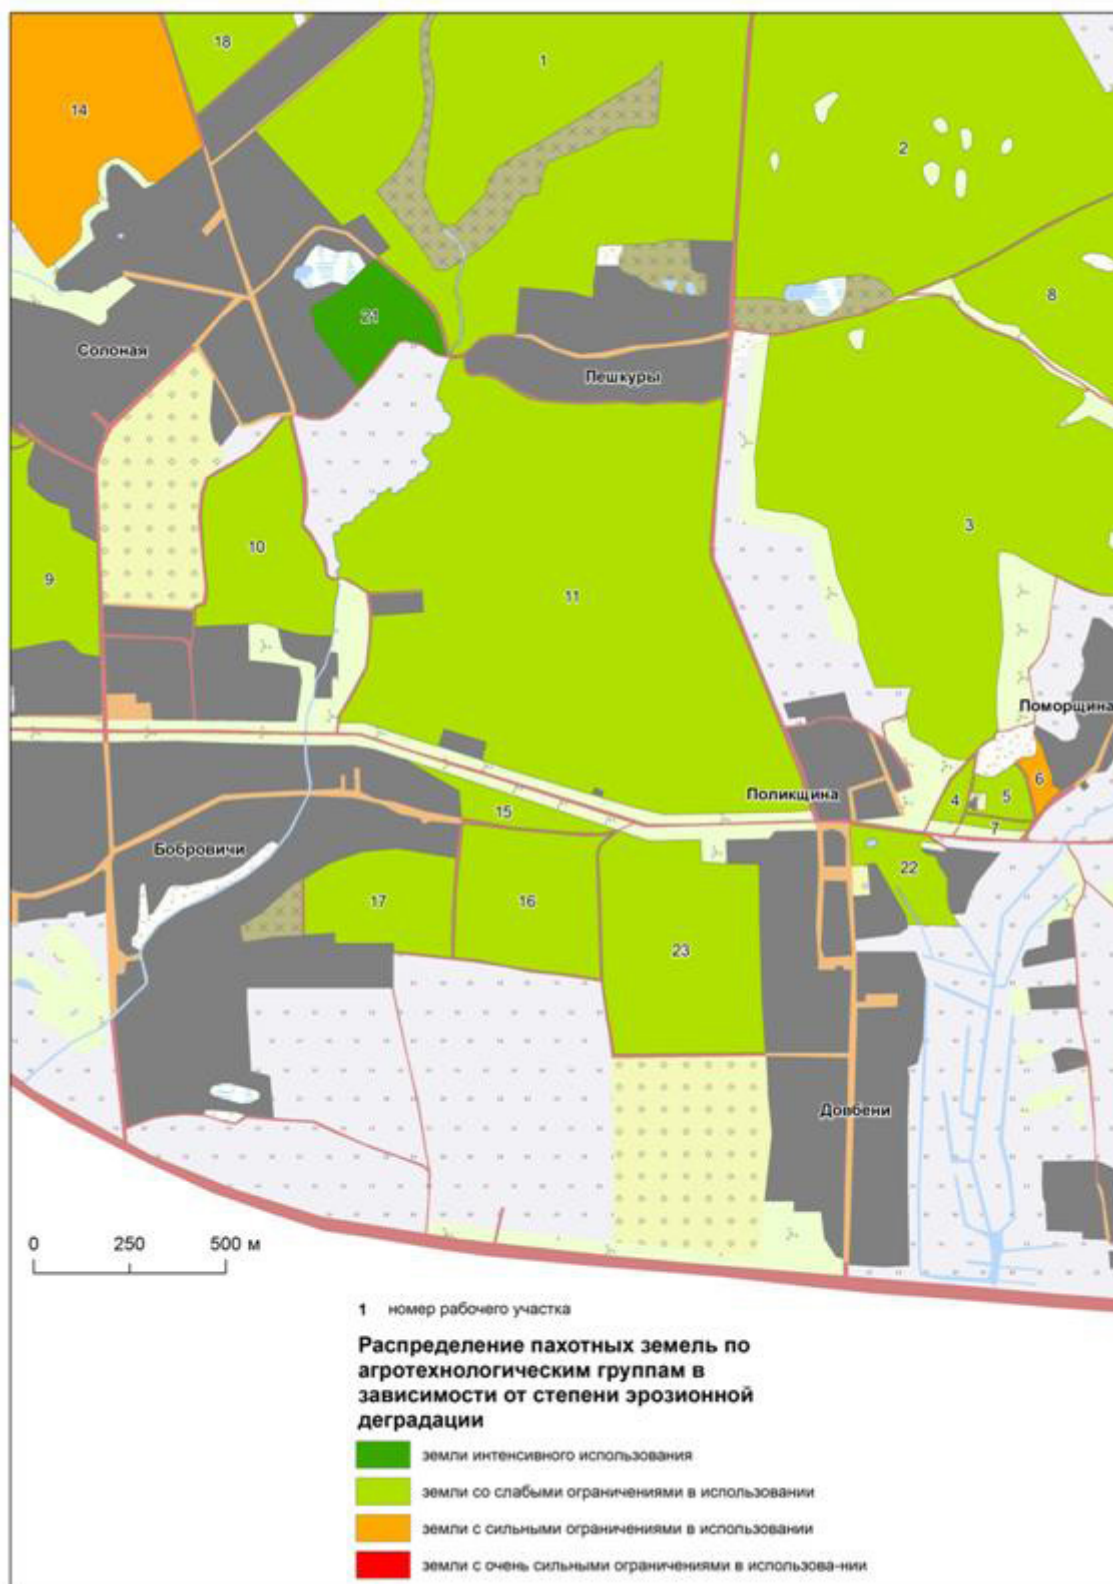 18
1
14
2
21
8
Солоная
Пешкуры
3
10
9
11
Поморщина
6
4
5
Поликщина
15
7
Бобровичи
22
17
16
23
Довбени
0 250 500 м
1 номер рабочего участка
Распределение пахотных земель по
агротехнологическим группам в
зависимости от степени эрозионной
деградации
земли интенсивного использования
земли со слабыми ограничениями в использовании
земли с сильными ограничениями в использовании
земли с очень сильными ограничениями в использова-нии